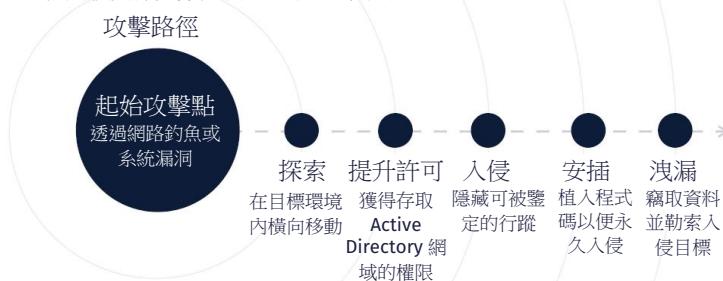 攻擊路徑
起始攻擊點
透過網路釣魚或
系統漏洞
探索
在目標環境
內橫向移動
提升許可
獲得存取
Active
Directory 網
域的權限
入侵
隱藏可被鑒
定的行蹤
安插
植入程式
碼以便永
久入侵
洩漏
竊取資料
並勒索入
侵目標